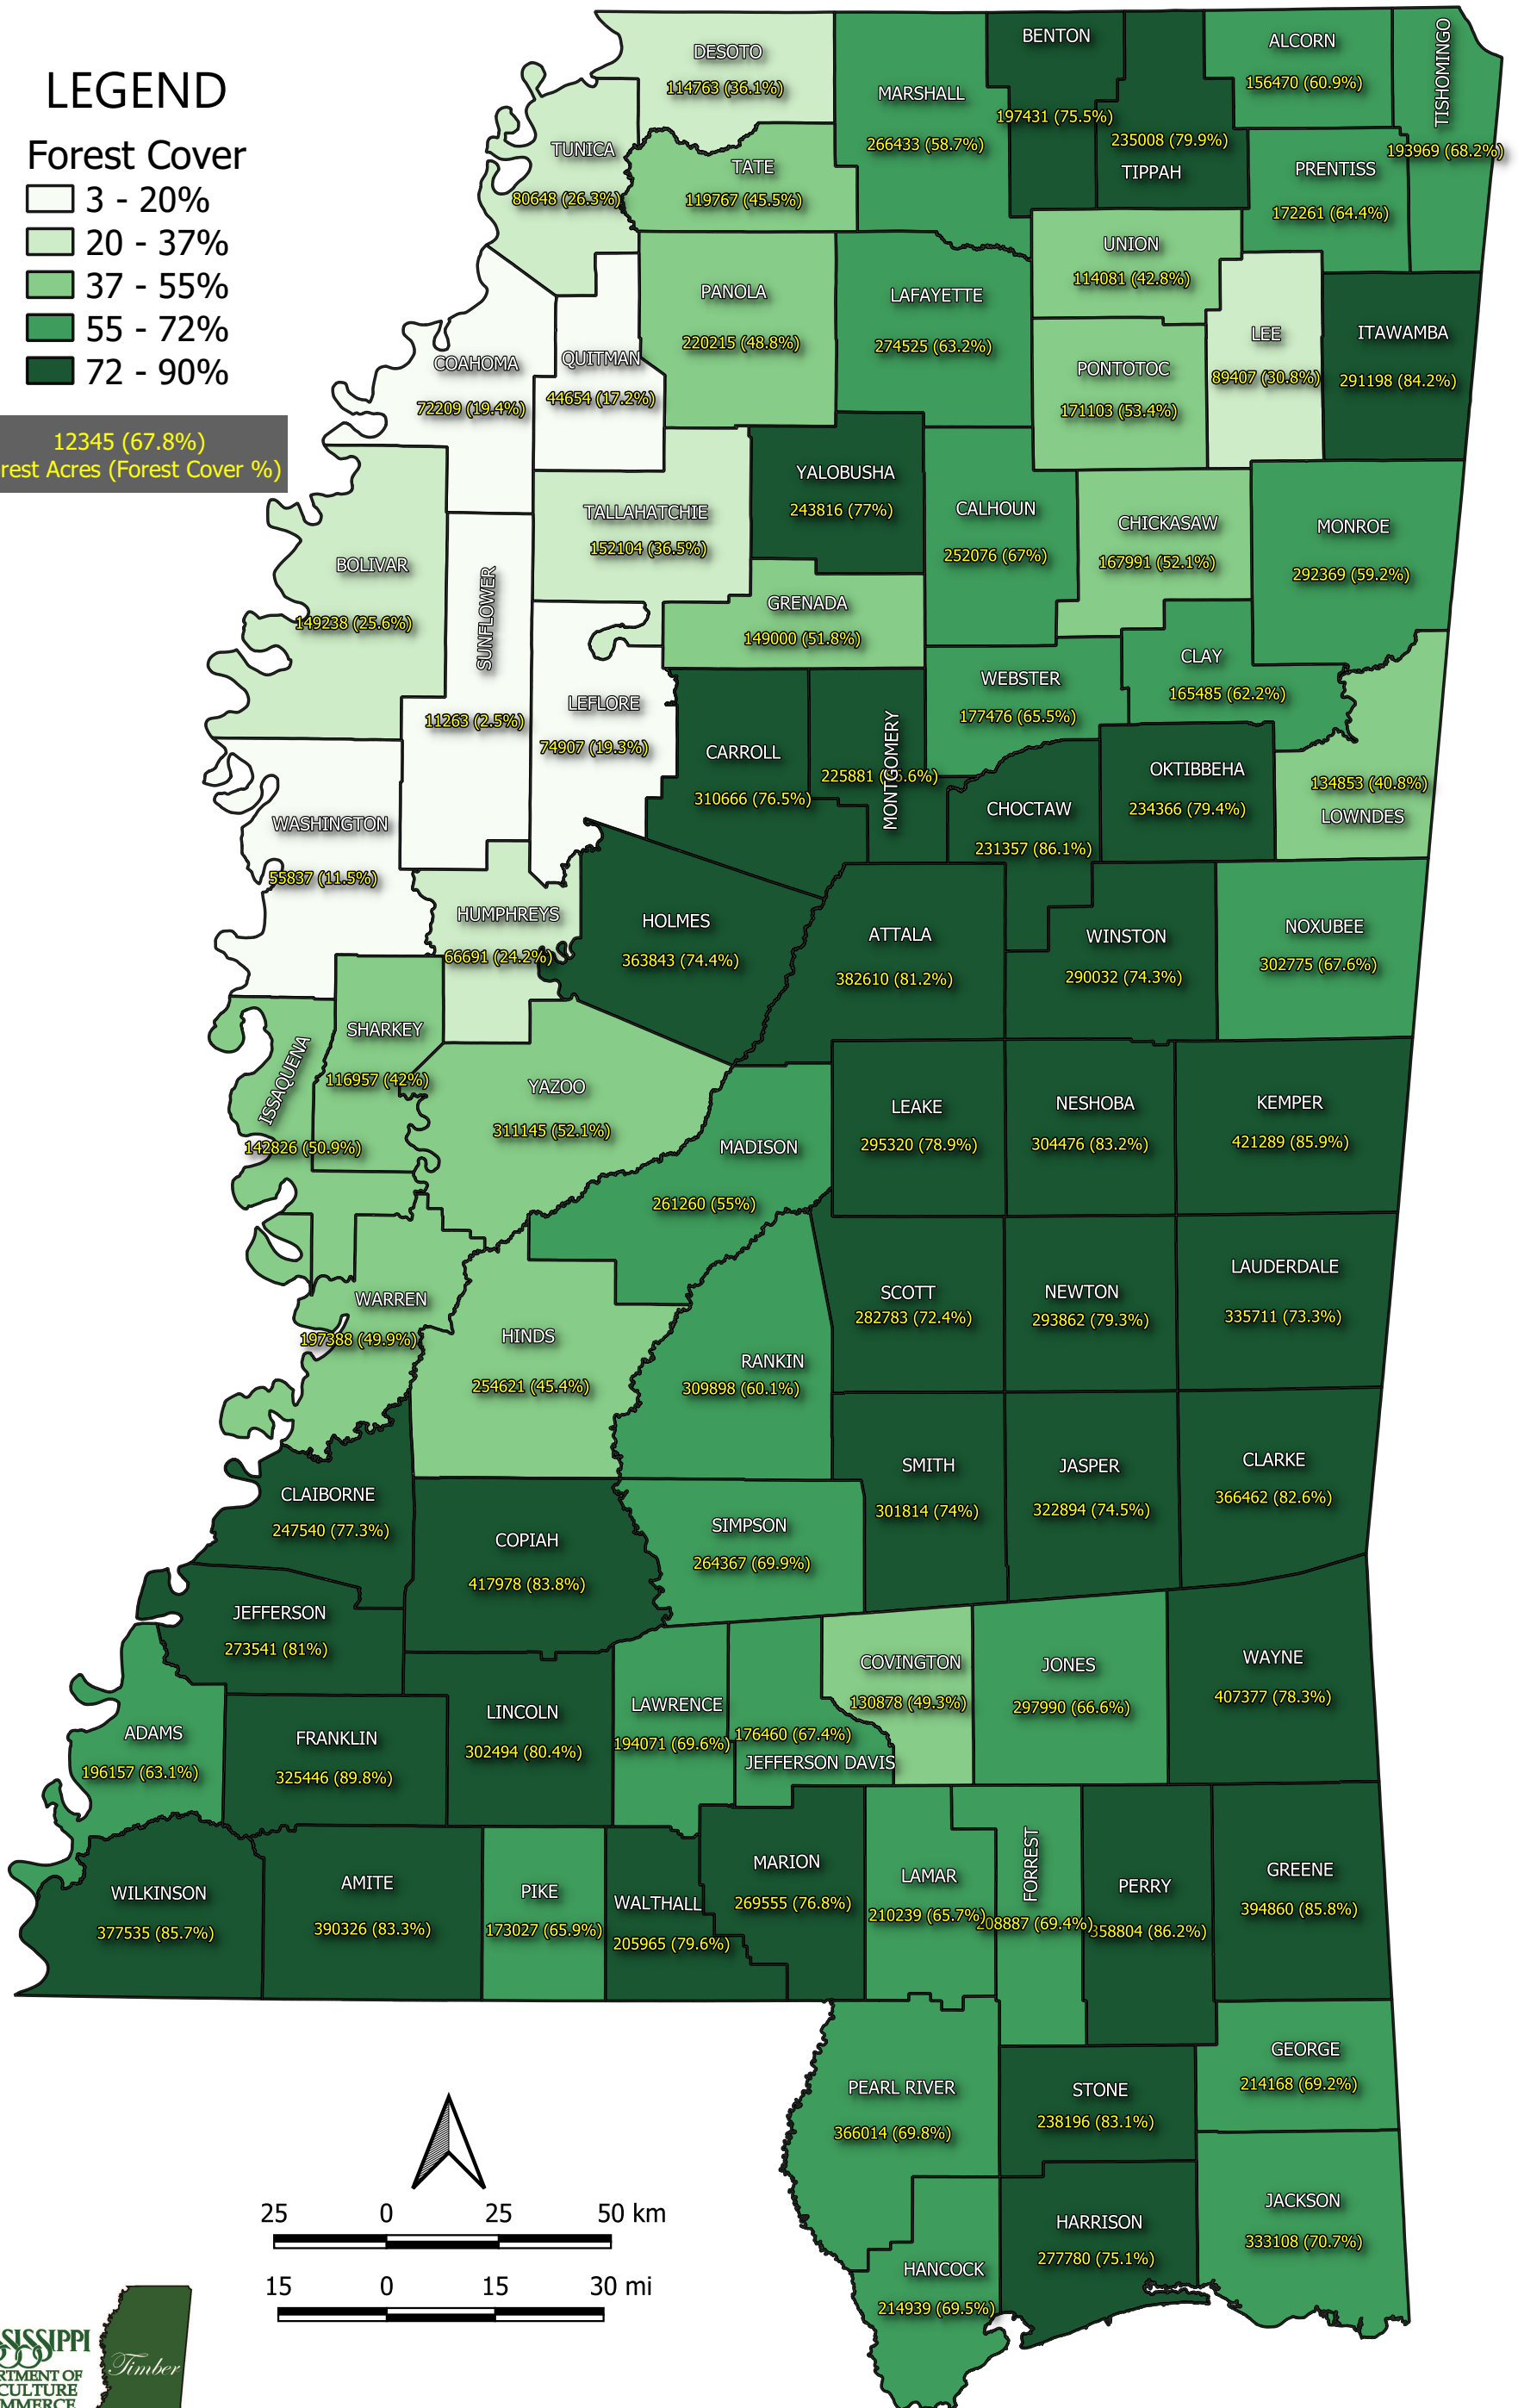 LEGEND
Forest Cover
3 - 20%
20 - 37%
37 - 55%
55 - 72%
72 - 90%
12345 (67.8%)
rest Acres (Forest Cover %)
DESOTO
114763 (36.1%)
MARSHALL
266433 (58.7%)
BENTON
197431 (75.5%)
235008 (79.9%)
TIPPAH
ALCORN
156470 (60.9%)
TISHOMINGO
193969 (68.2%)
TUNICA
80648 (26.3%)
TATE
119767 (45.5%)
PRENTISS
172261 (64.4%)
UNION
114081 (42.8%)
PANOLA
220215 (48.8%)
LAFAYETTE
274525 (63.2%)
LEE
89407 (30.8%)
ITAWAMBA
291198 (84.2%)
COAHOMA
72209 (19.4%)
QUITMAN
44654 (17.2%)
PONTOTOC
171103 (53.4%)
YALOBUSHA
243816 (77%)
TALLAHATCHIE
152104 (36.5%)
CALHOUN
252076 (67%)
CHICKASAW
167991 (52.1%)
MONROE
292369 (59.2%)
BOLIVAR
149238 (25.6%)
SUNFLOWER
11263 (2.5%)
GRENADA
149000 (51.8%)
LEFLORE
74907 (19.3%)
WEBSTER
177476 (65.5%)
CLAY
165485 (62.2%)
CARROLL
310666 (76.5%)
MONTGOMERY
225881
CHOCTAW
231357 (86.1%)
OKTIBBEHA
234366 (79.4%)
134853 (40.8%)
LOWNDES
WASHINGTON
55837 (11.5%)
HUMPHREYS
66691 (24.2%)
HOLMES
363843 (74.4%)
ATTALA
382610 (81.2%)
WINSTON
290032 (74.3%)
NOXUBEE
302775 (67.6%)
SHARKEY
116957 (42%)
ISSAQUENA
142826 (50.9%)
YAZOO
311145 (52.1%)
MADISON
261260 (55%)
LEAKE
295320 (78.9%)
NESHOBA
304476 (83.2%)
KEMPER
421289 (85.9%)
WARREN
197388 (49.9%)
HINDS
254621 (45.4%)
RANKIN
309898 (60.1%)
SCOTT
282783 (72.4%)
NEWTON
293862 (79.3%)
LAUDERDALE
335711 (73.3%)
CLAIBORNE
247540 (77.3%)
COPIAH
417978 (83.8%)
SIMPSON
264367 (69.9%)
SMITH
301814 (74%)
JASPER
322894 (74.5%)
CLARKE
366462 (82.6%)
JEFFERSON
273541 (81%)
ADAMS
196157 (63.1%)
FRANKLIN
325446 (89.8%)
LINCOLN
302494 (80.4%)
LAWRENCE
194071 (69.6%)
176460 (67.4%)
JEFFERSON DAVIS
COVINGTON
130878 (49.3%)
JONES
297990 (66.6%)
WAYNE
407377 (78.3%)
WILKINSON
377535 (85.7%)
AMITE
390326 (83.3%)
PIKE
173027 (65.9%)
WALTHALL
205965 (79.6%)
MARION
269555 (76.8%)
LAMAR
210239 (65.7%)
FORREST
208887 (69.4%)
PERRY
358804 (86.2%)
GREENE
394860 (85.8%)
GEORGE
214168 (69.2%)
PEARL RIVER
366014 (69.8%)
STONE
238196 (83.1%)
JACKSON
333108 (70.7%)
HARRISON
277780 (75.1%)
HANCOCK
214939 (69.5%)
25 0 25 50 km
15 0 15 30 mi
SISSIPPI
RTMENT OF
CULTURE
MMERCE
Timber